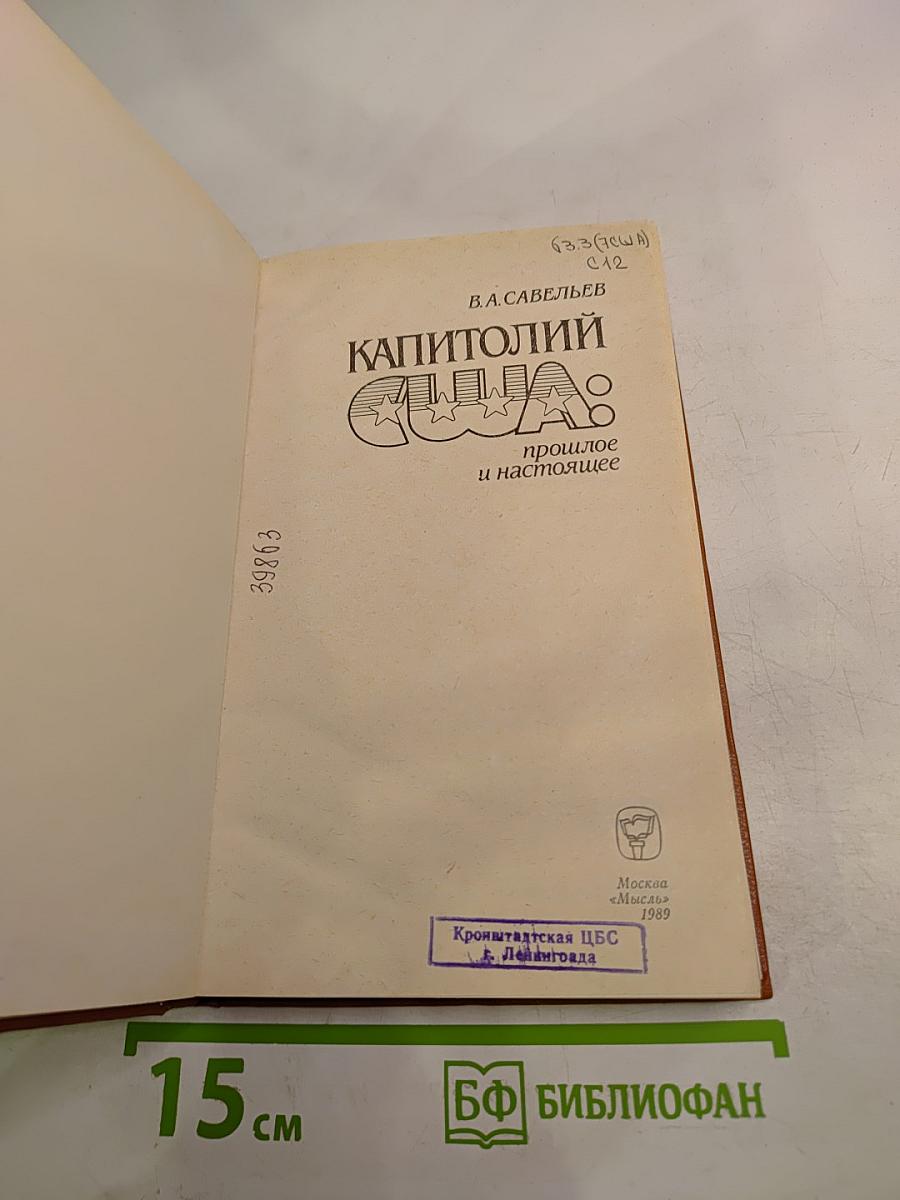 63.3(7США)
С12
В.А.САВЕЛЬЕВ
КАПИТОЛИЙ
США:
прошлое
и настоящее
39863
Москва
«Мысль»
1989
Кронштадтская ЦБС
г. Ленинграда
15 см
БФ БИБЛИОФАН